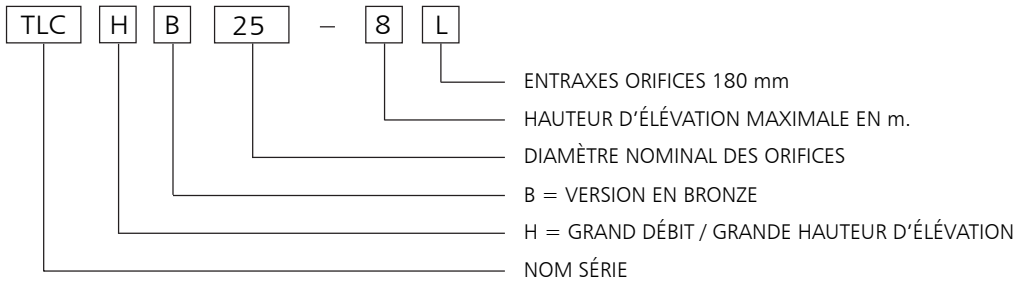 TLC H B 25 – 8 L
ENTRAXES ORIFICES 180 mm
HAUTEUR D’ÉLÉVATION MAXIMALE EN m.
DIAMÈTRE NOMINAL DES ORIFICES
B = VERSION EN BRONZE
H = GRAND DÉBIT / GRANDE HAUTEUR D’ÉLÉVATION
NOM SÉRIE